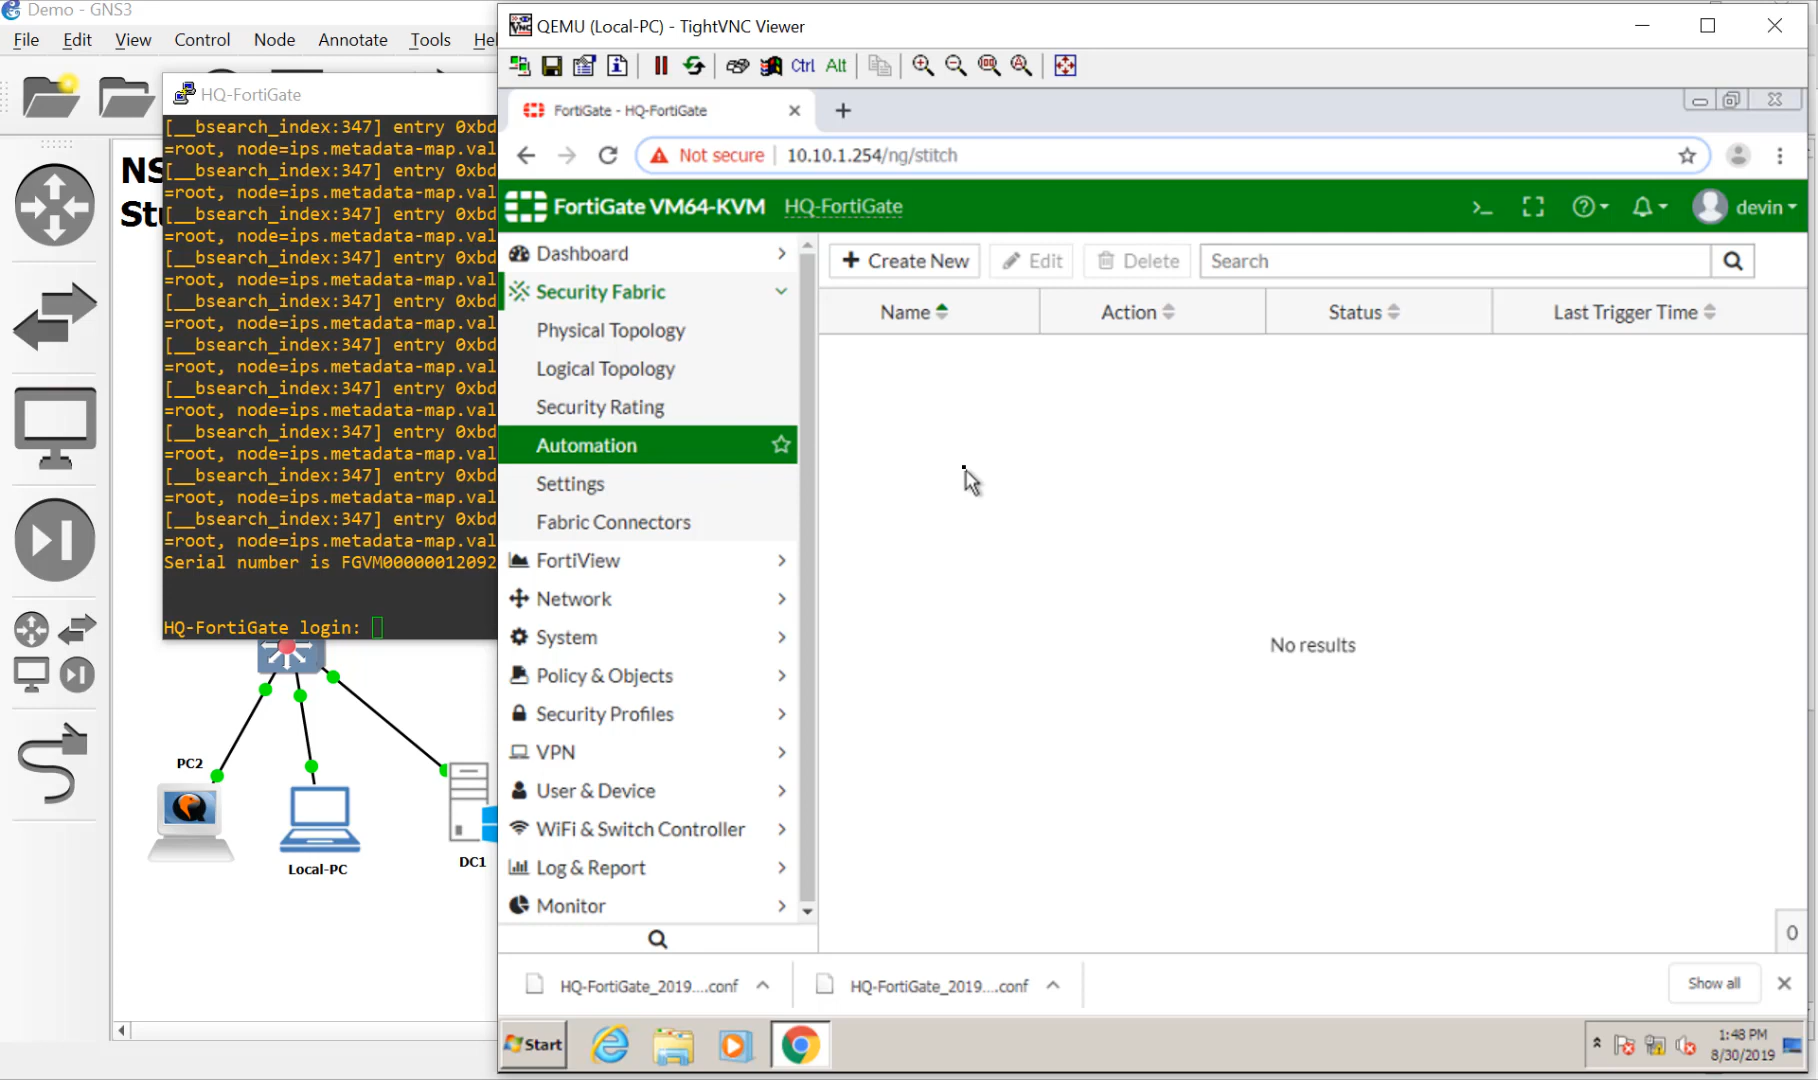 Demo - GNS3
File Edit View Control Node Annotate Tools Hel
NS
Stu
HQ-FortiGate
[__bsearch_index:347] entry 0xbd
=root, node=ips.metadata-map.val
[__bsearch_index:347] entry 0xbd
=root, node=ips.metadata-map.val
[__bsearch_index:347] entry 0xbd
=root, node=ips.metadata-map.val
[__bsearch_index:347] entry 0xbd
=root, node=ips.metadata-map.val
[__bsearch_index:347] entry 0xbd
=root, node=ips.metadata-map.val
[__bsearch_index:347] entry 0xbd
=root, node=ips.metadata-map.val
[__bsearch_index:347] entry 0xbd
=root, node=ips.metadata-map.val
[__bsearch_index:347] entry 0xbd
=root, node=ips.metadata-map.val
[__bsearch_index:347] entry 0xbd
=root, node=ips.metadata-map.val
[__bsearch_index:347] entry 0xbd
=root, node=ips.metadata-map.val
Serial number is FGVM00000012092
HQ-FortiGate login:
PC2
Local-PC
DC1
QEMU (Local-PC) - TightVNC Viewer
Ctrl Alt
FortiGate - HQ-FortiGate
Not secure | 10.10.1.254/ng/stitch
FortiGate VM64-KVM HQ-FortiGate
devin
Dashboard
Security Fabric
Physical Topology
Logical Topology
Security Rating
Automation
Settings
Fabric Connectors
FortiView
Network
System
Policy & Objects
Security Profiles
VPN
User & Device
WiFi & Switch Controller
Log & Report
Monitor
+ Create New Edit Delete Search
Name Action Status Last Trigger Time
No results
0
HQ-FortiGate_2019....conf HQ-FortiGate_2019....conf Show all
Start
1:48 PM
8/30/2019